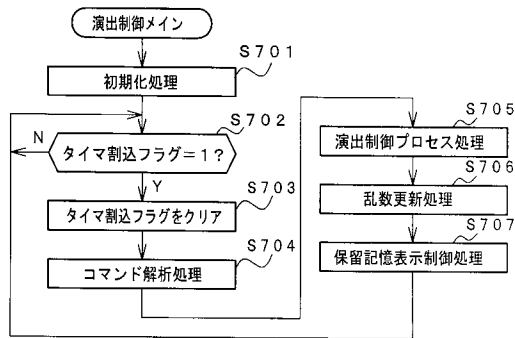 演出制御メイン
S701
初期化処理
S702
N
タイマ割込フラグ=1?
Y
S703
タイマ割込フラグをクリア
S704
コマンド解析処理
S705
演出制御プロセス処理
S706
乱数更新処理
S707
保留記憶表示制御処理